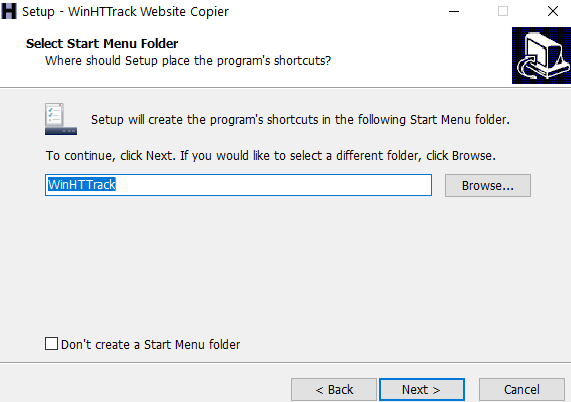 Setup - WinHTTrack Website Copier
Select Start Menu Folder
Where should Setup place the program's shortcuts?
Setup will create the program's shortcuts in the following Start Menu folder.
To continue, click Next. If you would like to select a different folder, click Browse.
WinHTTrack
Browse...
Don't create a Start Menu folder
< Back
Next >
Cancel